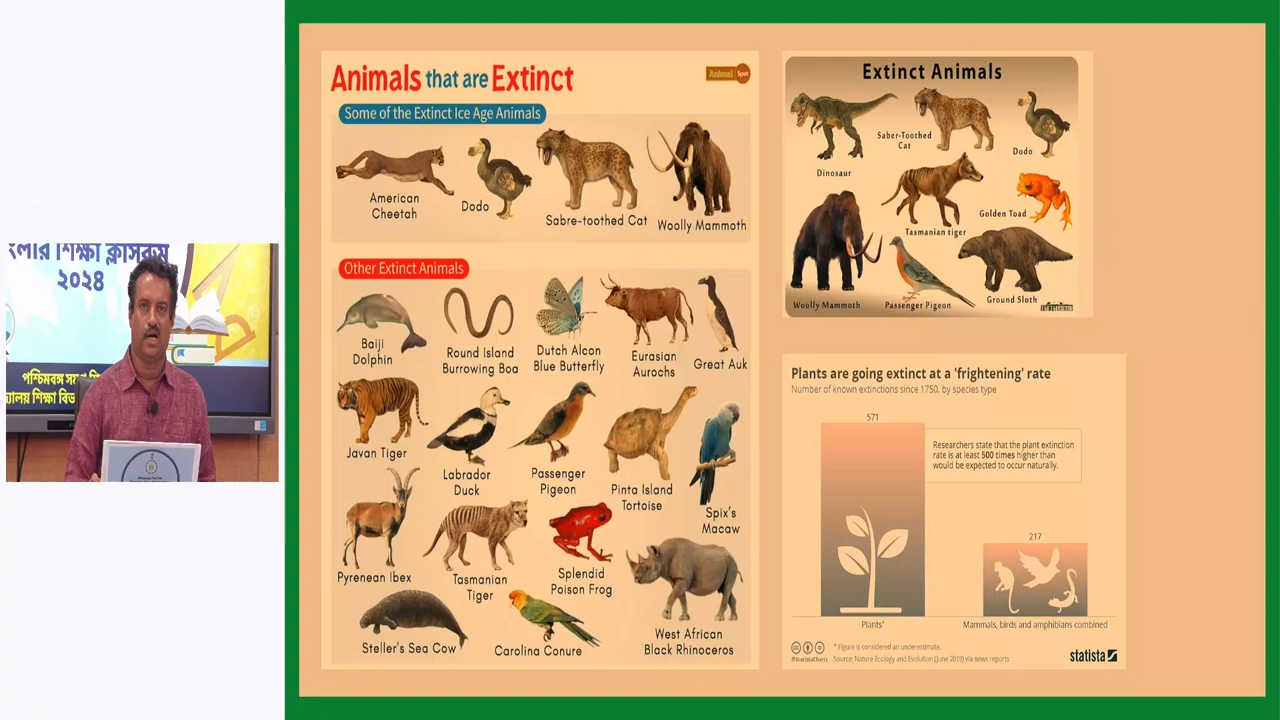 ংলার শিক্ষা ক্লাসরুম
২০২৪
পশ্চিমবঙ্গ
শিক্ষা
Animals that are Extinct
Animal Spot
Some of the Extinct Ice Age Animals
American
Cheetah
Dodo
Sabre-toothed Cat
Woolly Mammoth
Other Extinct Animals
Baiji
Dolphin
Round Island
Burrowing Boa
Dutch Alcon
Blue Butterfly
Eurasian
Aurochs
Great Auk
Javan Tiger
Labrador
Duck
Passenger
Pigeon
Pinta Island
Tortoise
Spix's
Macaw
Pyrenean Ibex
Tasmanian
Tiger
Splendid
Poison Frog
West African
Black Rhinoceros
Steller's Sea Cow
Carolina Conure
Extinct Animals
Dinosaur
Saber-Toothed
Cat
Dodo
Tasmanian tiger
Golden Toad
Woolly Mammoth
Passenger Pigeon
Ground Sloth
Plants are going extinct at a 'frightening' rate
Number of known extinctions since 1750, by species type
571
Researchers state that the plant extinction
rate is at least 500 times higher than
would be expected to occur naturally.
217
Plants*
Mammals, birds and amphibians combined
* Figure is considered an underestimate.
@StatistaCharts Source: Nature Ecology and Evolution (June 2019) via news reports
statista